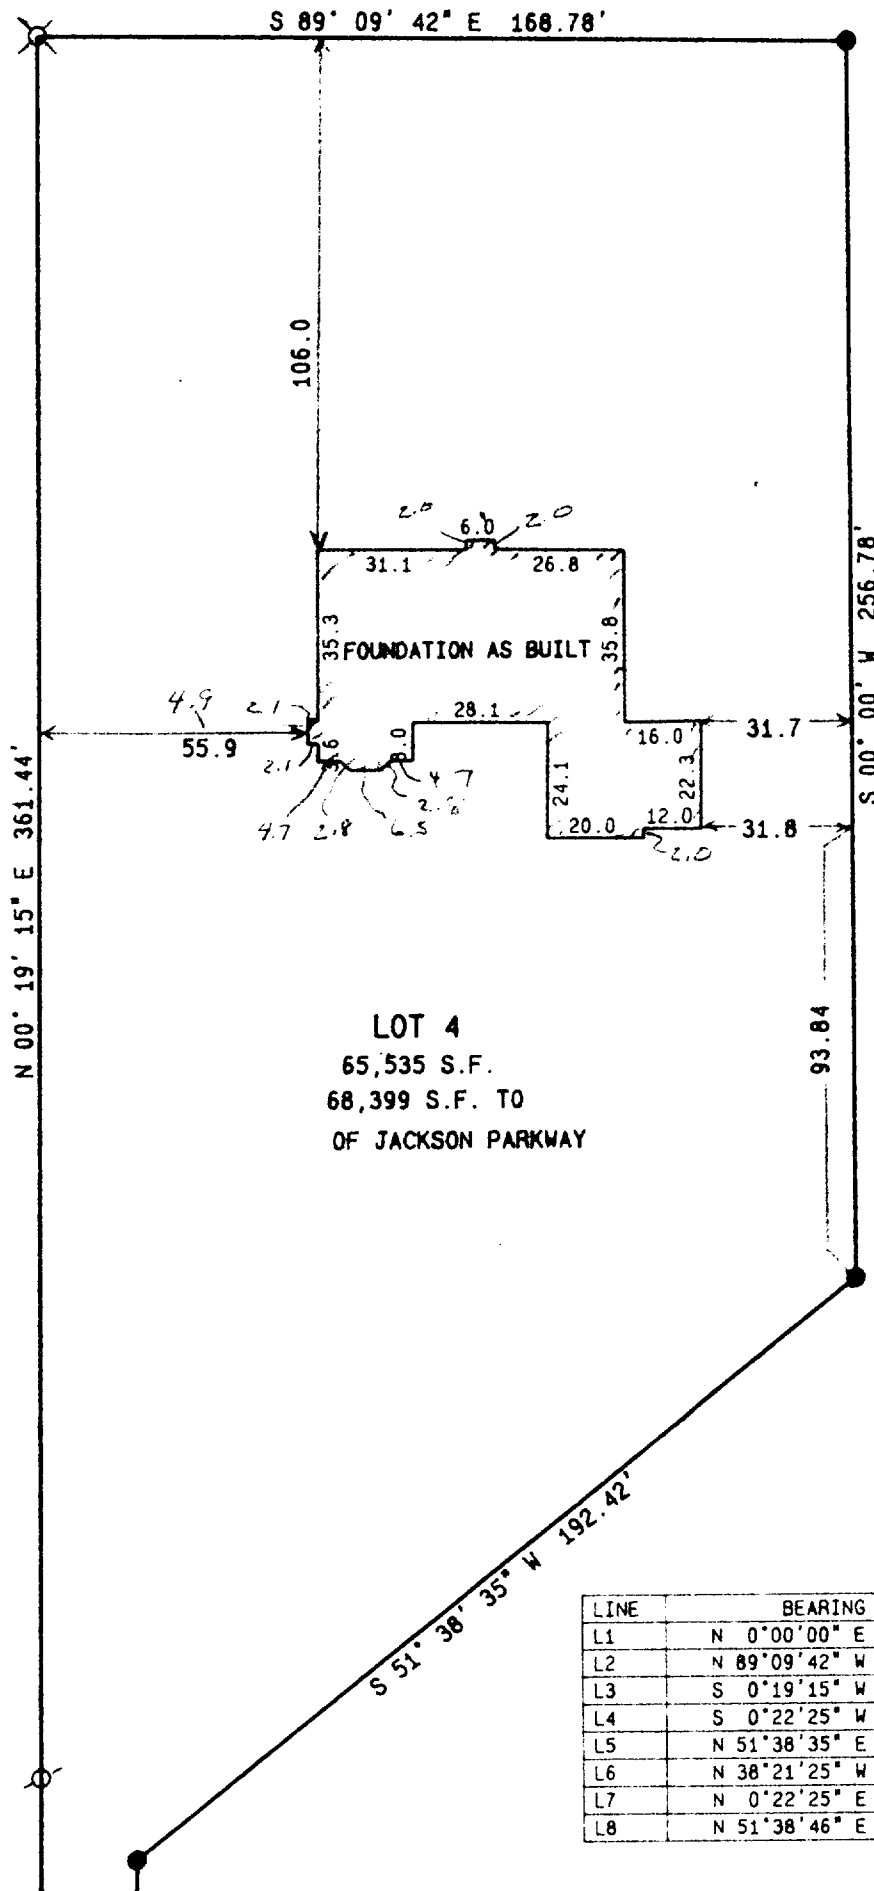 S 89° 09' 42" E 168.78'
106.0
2.0
6.0
2.0
31.1
26.8
35.3
FOUNDATION AS BUILT
35.8
S 00° 00' W 256.78'
4.9
2.1
28.1
16.0
31.7
55.9
2.1
8.0
4.7
24.1
22.3
4.7
2.8
6.5
20.0
12.0
31.8
2.0
N 00° 19' 15" E 361.44'
93.84
LOT 4
65,535 S.F.
68,399 S.F. TO
OF JACKSON PARKWAY
S 51° 38' 35" W 192.42'
LINE BEARING
L1 N 0°00'00" E
L2 N 89°09'42" W
L3 S 0°19'15" W
L4 S 0°22'25" W
L5 N 51°38'35" E
L6 N 38°21'25" W
L7 N 0°22'25" E
L8 N 51°38'46" E